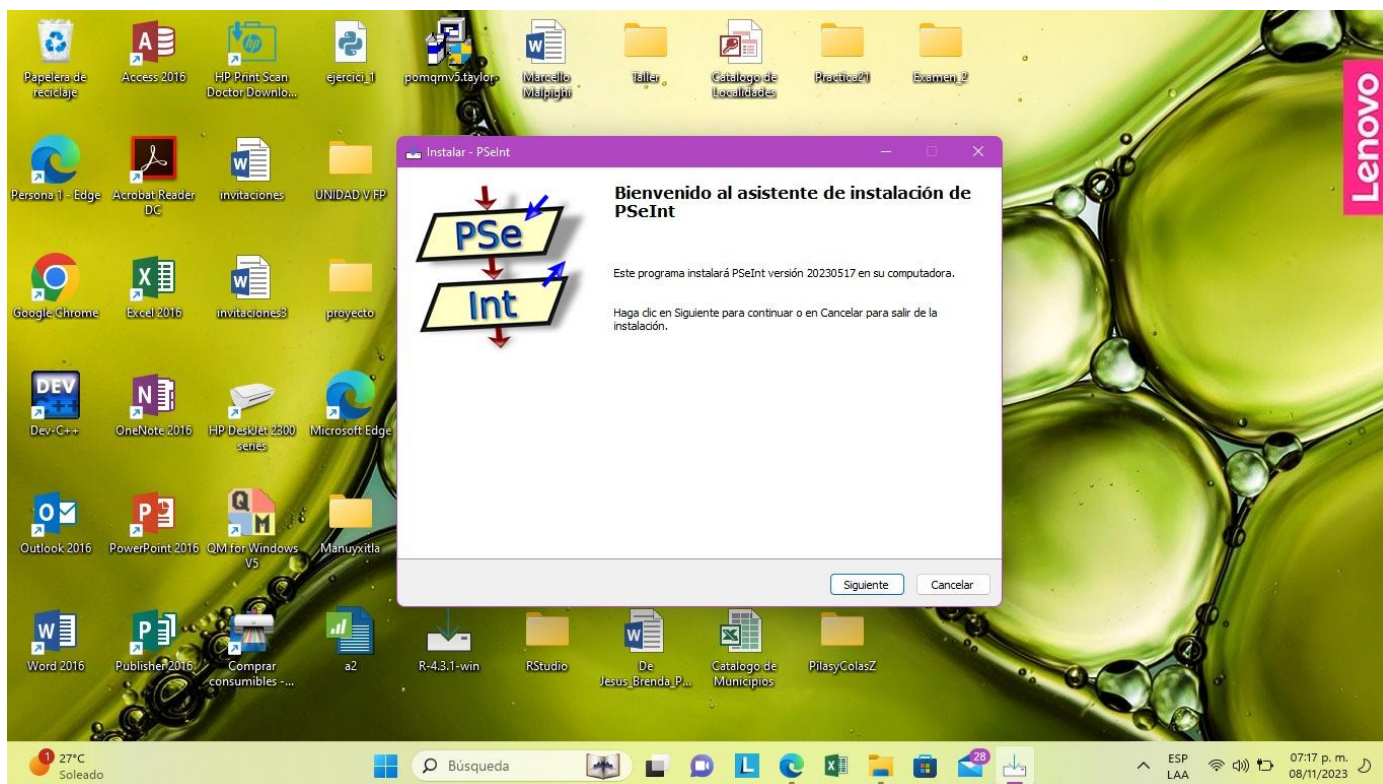 Papelera de
reciclaje
Access 2016
HP Print Scan
Doctor Downlo...
ejercici_1
pomqmv5.taylor
Marcello
Malpighi
Taller
Catalogo de
Localidades
Practica21
Examen_2
Lenovo
Persona 1 - Edge
Acrobat Reader
DC
invitaciones
UNIDAD V FP
Instalar - PSeInt
PSe
Int
Bienvenido al asistente de instalación de
PSeInt
Este programa instalará PSeInt versión 20230517 en su computadora.
Haga clic en Siguiente para continuar o en Cancelar para salir de la
instalación.
Siguiente
Cancelar
Google Chrome
Excel 2016
invitaciones3
proyecto
DEV
C++
Dev-C++
OneNote 2016
HP DeskJet 2300
series
Microsoft Edge
Outlook 2016
PowerPoint 2016
QM
QM for Windows
V5
Manuyxitla
Word 2016
Publisher 2016
Comprar
consumibles -...
a2
R-4.3.1-win
RStudio
De
Jesus_Brenda_P...
Catalogo de
Municipios
PilasyColasZ
1
27°C
Soleado
Búsqueda
L
28
ESP
LAA
07:17 p. m.
08/11/2023